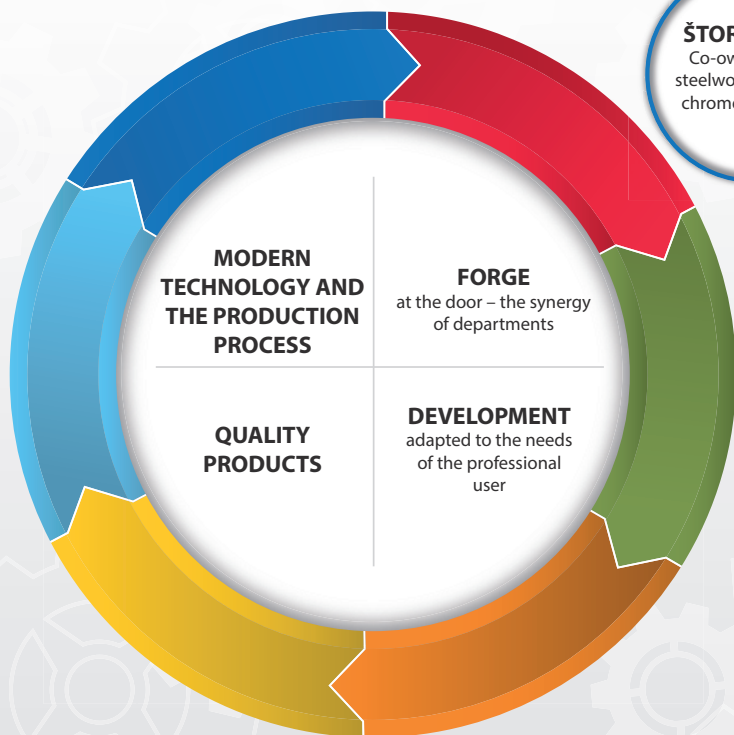 MODERN
TECHNOLOGY AND
THE PRODUCTION
PROCESS
FORGE
at the door – the synergy
of departments
QUALITY
PRODUCTS
DEVELOPMENT
adapted to the needs
of the professional
user